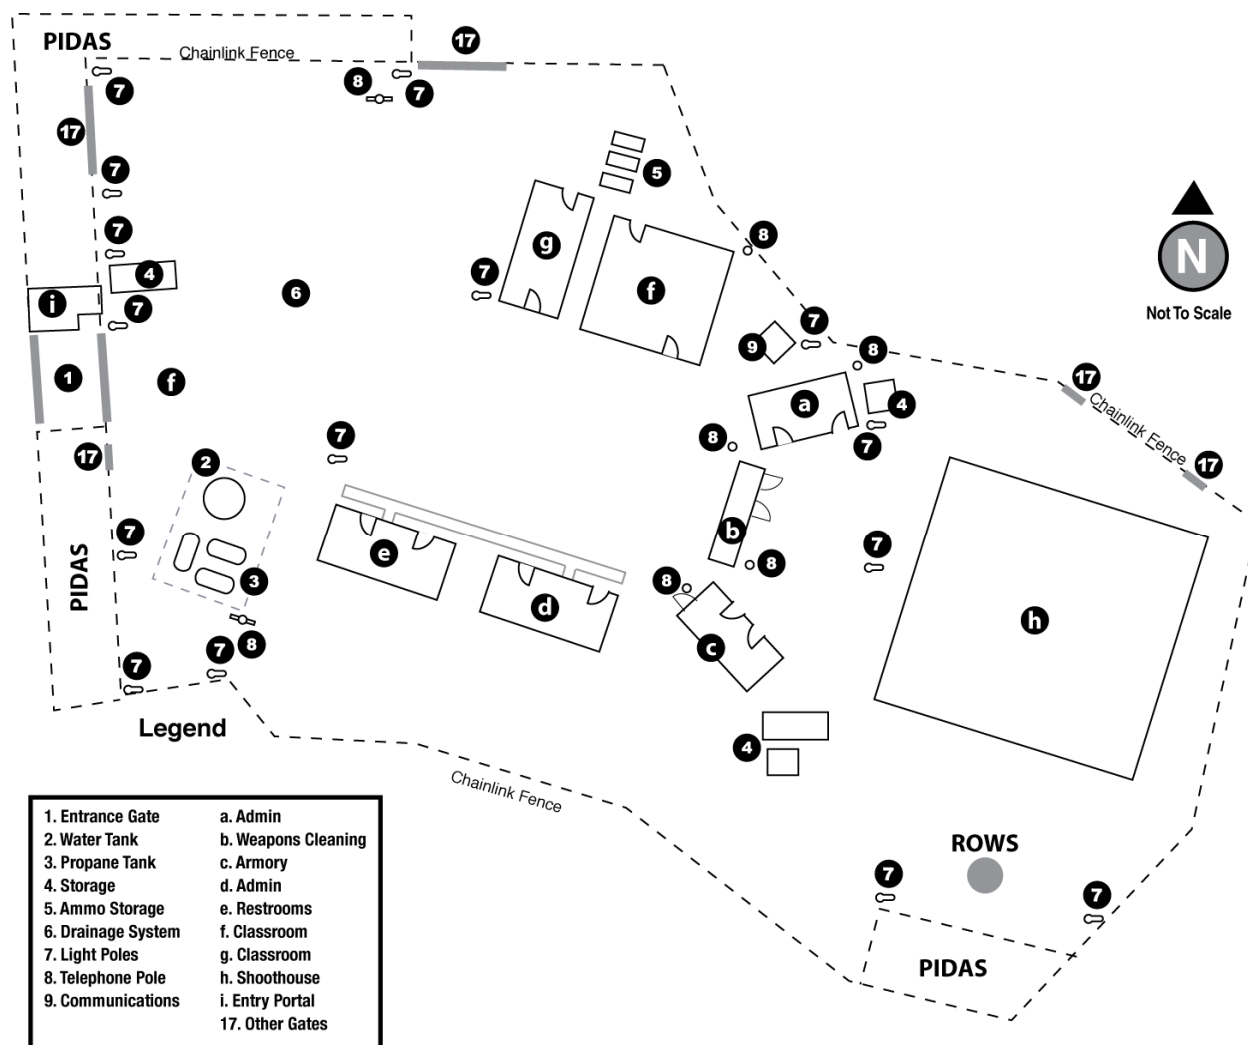 PIDAS
Chainlink Fence
17
8
7
7
17
5
7
8
7
g
7
4
6
f
N
Not To Scale
i
7
7
9
8
17
1
f
a
4
Chainlink Fence
7
8
7
17
2
17
b
7
e
7
8
PIDAS
3
8
d
h
8
7
c
7
Legend
4
Chainlink Fence
1. Entrance Gate
2. Water Tank
3. Propane Tank
4. Storage
5. Ammo Storage
6. Drainage System
7. Light Poles
8. Telephone Pole
9. Communications
a. Admin
b. Weapons Cleaning
c. Armory
d. Admin
e. Restrooms
f. Classroom
g. Classroom
h. Shoothouse
i. Entry Portal
17. Other Gates
ROWS
7
7
PIDAS